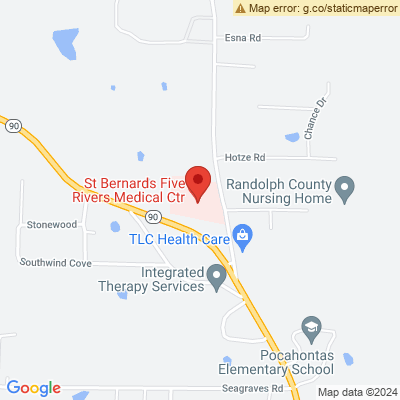 Map error: g.co/staticmaperror
Esna Rd
Chance Dr
90
Hotze Rd
St Bernards Five
Rivers Medical Ctr
Randolph County
Nursing Home
90
Stonewood
TLC Health Care
Southwind Cove
Integrated
Therapy Services
Pocahontas
Elementary School
Seagraves Rd
Google
Map data ©2024